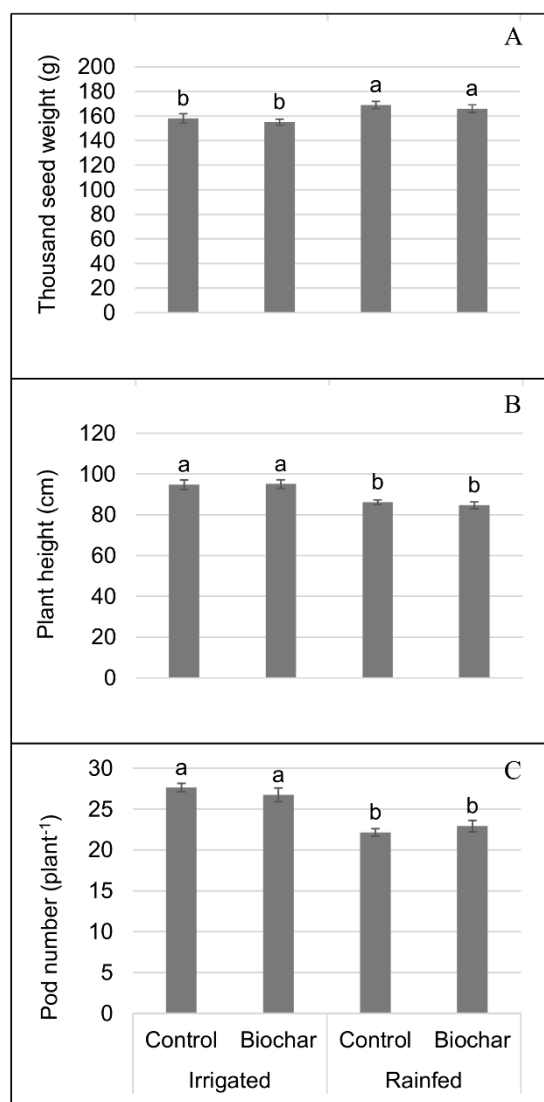 A
Thousand seed weight (g)
200
180
160
140
120
100
80
60
40
20
0
b
b
a
a
B
Plant height (cm)
120
100
80
60
40
20
0
a
a
b
b
C
Pod number (plant⁻¹)
30
25
20
15
10
5
0
a
a
b
b
Control Biochar Control Biochar
Irrigated Rainfed